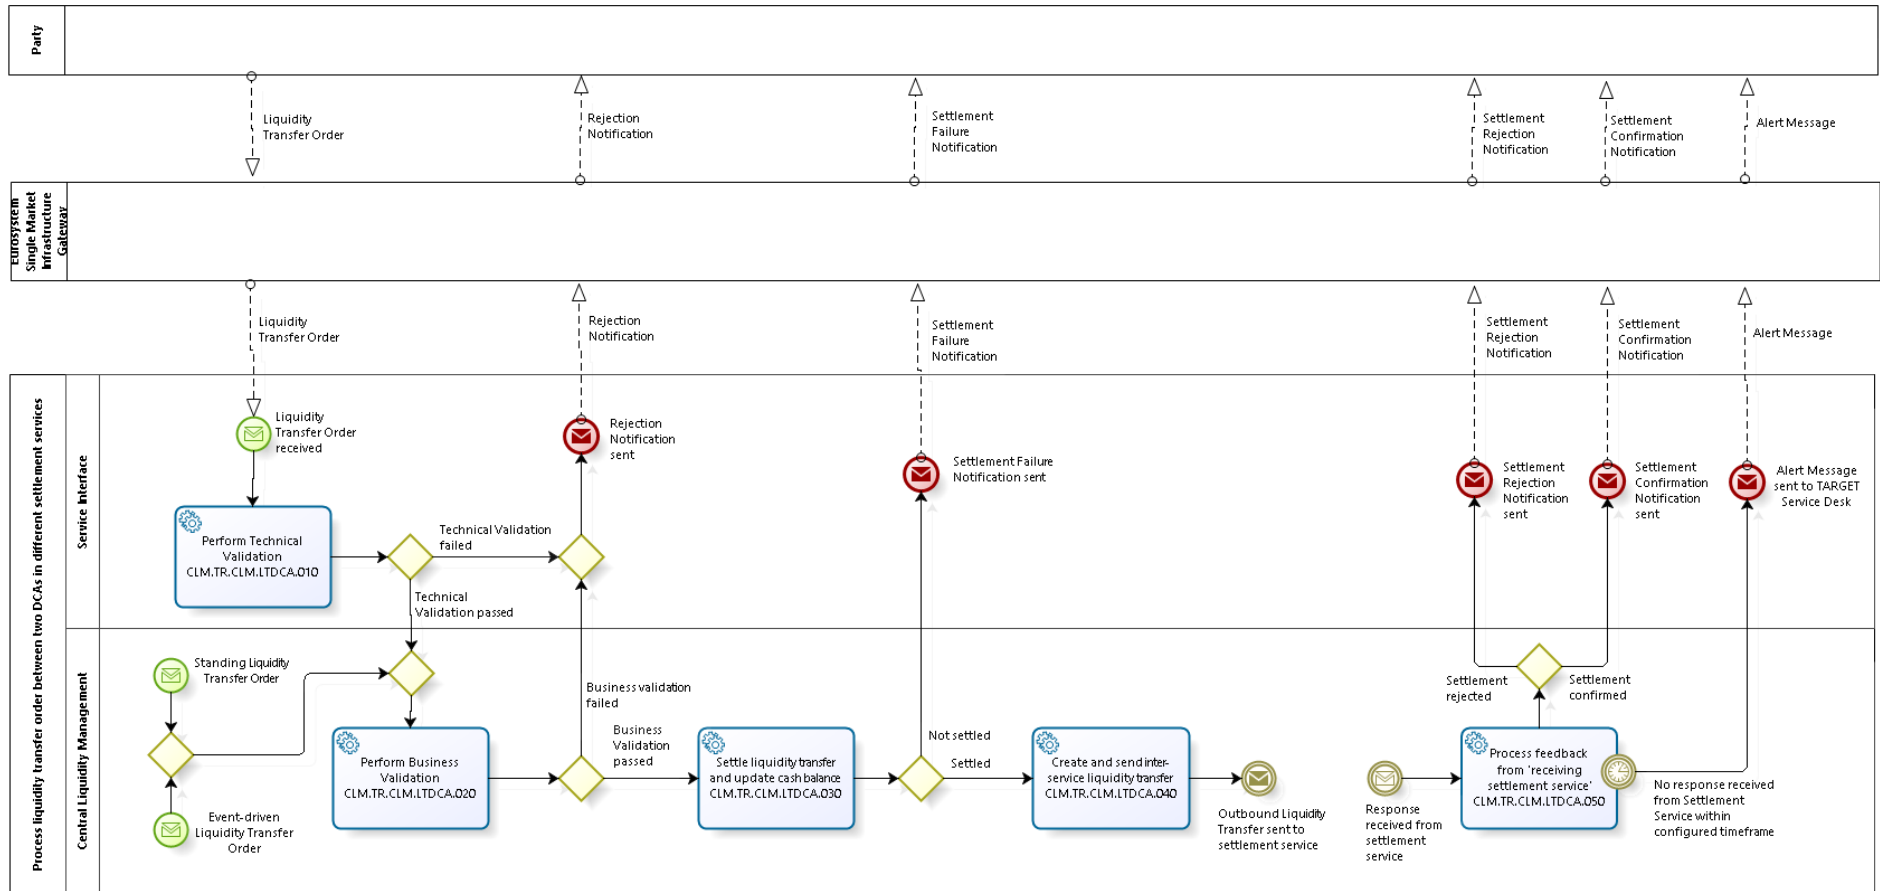 Party
Liquidity
Transfer Order
Rejection
Notification
Settlement
Failure
Notification
Settlement
Rejection
Notification
Settlement
Confirmation
Notification
Alert Message
Eurosystem
Single Market
Infrastructure
Gateway
Liquidity
Transfer Order
Rejection
Notification
Settlement
Failure
Notification
Settlement
Rejection
Notification
Settlement
Confirmation
Notification
Alert Message
Process liquidity transfer order between two DCAs in different settlement services
Service Interface
Liquidity
Transfer Order
received
Rejection
Notification
sent
Settlement Failure
Notification sent
Settlement
Rejection
Notification
sent
Settlement
Confirmation
Notification
sent
Alert Message
sent to TARGET
Service Desk
Perform Technical
Validation
CLM.TR.CLM.LTDCA.010
Technical Validation
failed
Technical
Validation passed
Central Liquidity Management
Standing Liquidity
Transfer Order
Event-driven
Liquidity Transfer
Order
Perform Business
Validation
CLM.TR.CLM.LTDCA.020
Business validation
failed
Business
Validation
passed
Settle liquidity transfer
and update cash balance
CLM.TR.CLM.LTDCA.030
Not settled
Settled
Create and send inter-
service liquidity transfer
CLM.TR.CLM.LTDCA.040
Outbound Liquidity
Transfer sent to
settlement service
Response
received from
settlement
service
Settlement
rejected
Settlement
confirmed
Process feedback
from 'receiving
settlement service'
CLM.TR.CLM.LTDCA.050
No response received
from Settlement
Service within
configured timeframe